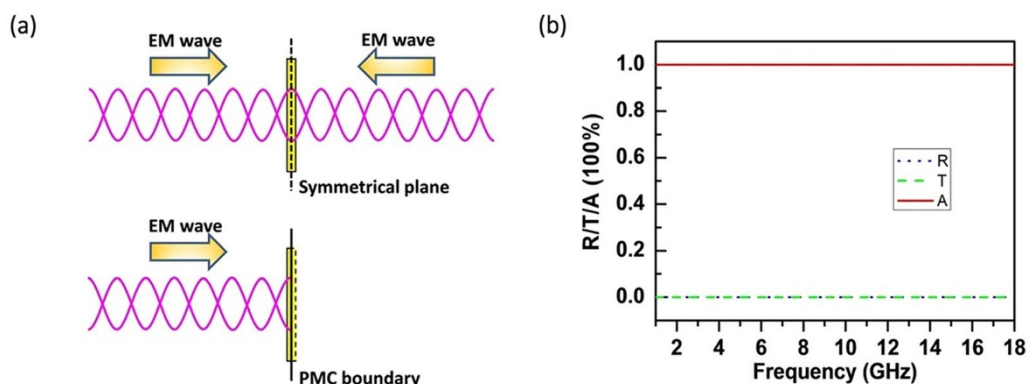 (a)
EM wave
EM wave
Symmetrical plane
EM wave
PMC boundary
(b)
R/T/A (100%)
1.0
0.8
0.6
0.4
0.2
0.0
R
T
A
2 4 6 8 10 12 14 16 18
Frequency (GHz)